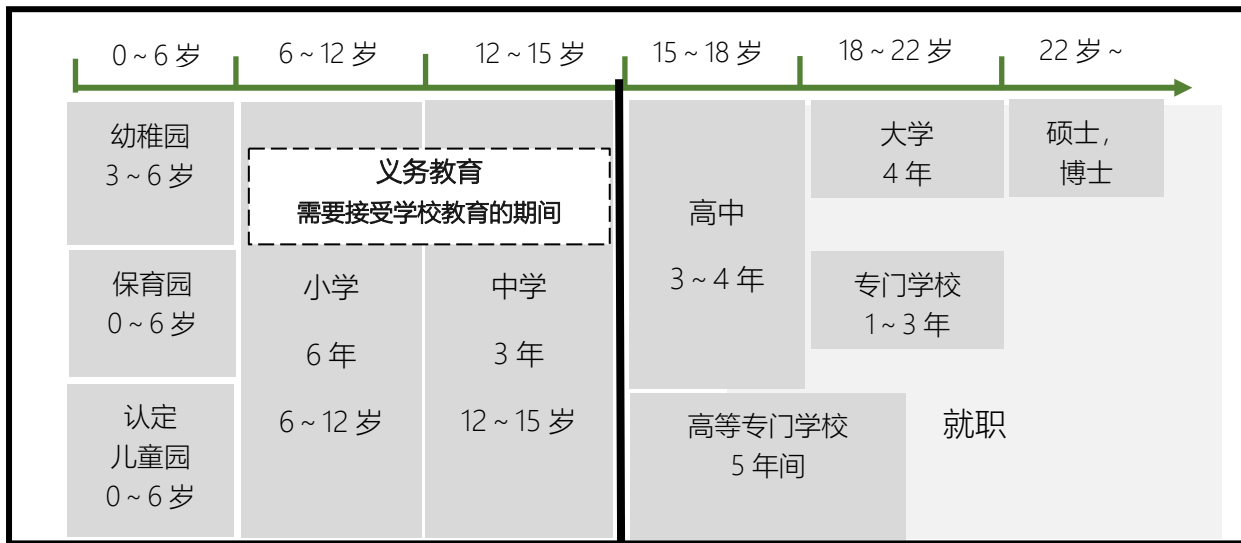 0～6 岁
6～12 岁
12～15 岁
15～18 岁
18～22 岁
22 岁～
幼稚园
3～6 岁
保育园
0～6 岁
认定
儿童园
0～6 岁
义务教育
需要接受学校教育的期间
小学
6 年
6～12 岁
中学
3 年
12～15 岁
高中
3～4 年
大学
4 年
硕士，
博士
专门学校
1～3 年
高等专门学校
5 年间
就职